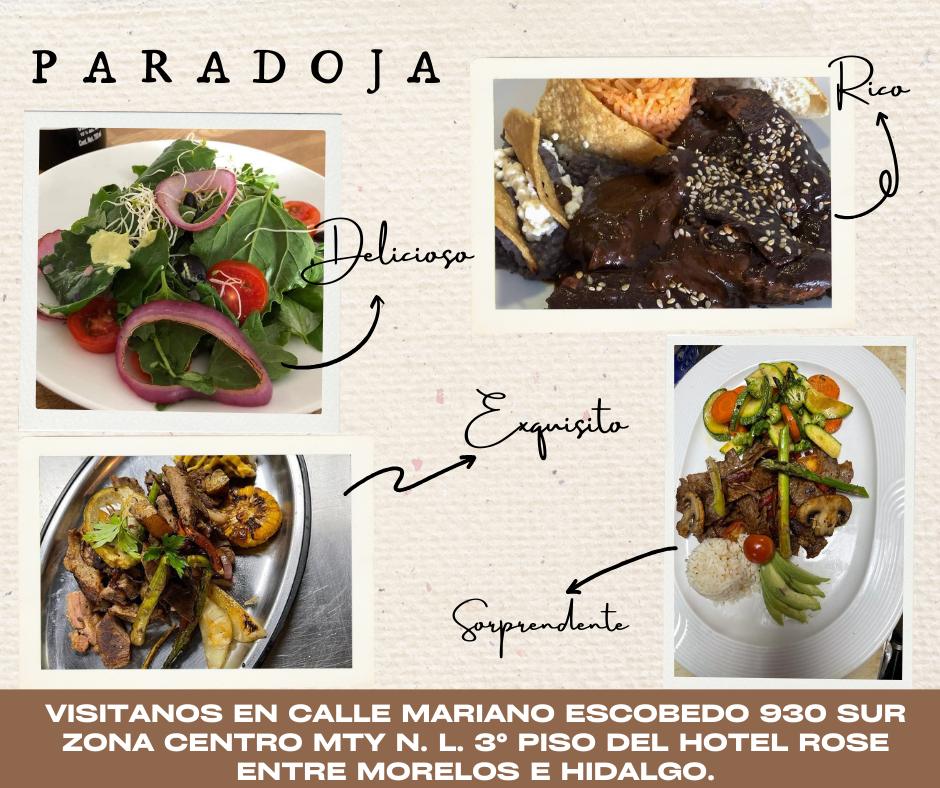 PARADOJA
Rico
Delicioso
Exquisito
Sorprendente
VISITANOS EN CALLE MARIANO ESCOBEDO 930 SUR
ZONA CENTRO MTY N. L. 3° PISO DEL HOTEL ROSE
ENTRE MORELOS E HIDALGO.